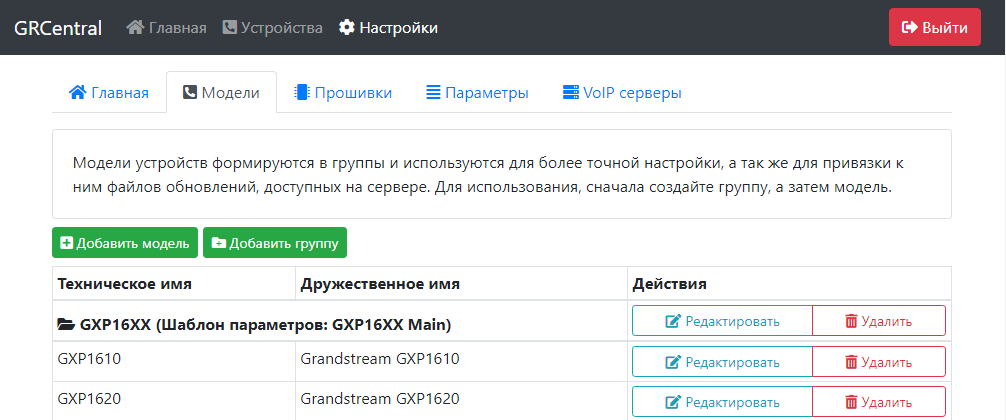 GRCentral Главная Устройства Настройки Выйти
Главная Модели Прошивки Параметры VoIP серверы
Модели устройств формируются в группы и используются для более точной настройки, а так же для привязки к
ним файлов обновлений, доступных на сервере. Для использования, сначала создайте группу, а затем модель.
Добавить модель Добавить группу
Техническое имя Дружественное имя Действия
GXP16XX (Шаблон параметров: GXP16XX Main) Редактировать Удалить
GXP1610 Grandstream GXP1610 Редактировать Удалить
GXP1620 Grandstream GXP1620 Редактировать Удалить